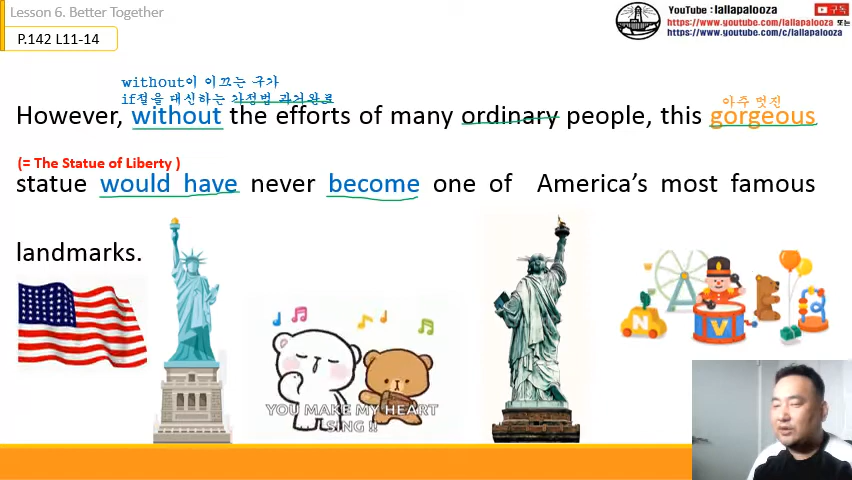 Lesson 6. Better Together
P.142 L11-14
YouTube : lallapalooza
구독
https://www.youtube.com/lallapalooza 또는
https://www.youtube.com/c/lallapalooza
without이 이끄는 구가
if절을 대신하는 가정법 과거완료
아주 멋진
However, without the efforts of many ordinary people, this gorgeous
(= The Statue of Liberty )
statue would have never become one of America's most famous
landmarks.
YOU MAKE MY HEART
SING !!
N
V